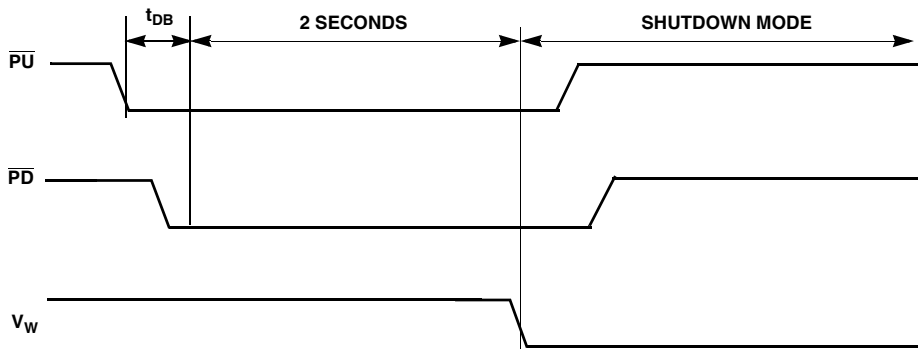 tDB
2 SECONDS
SHUTDOWN MODE
PU
PD
VW